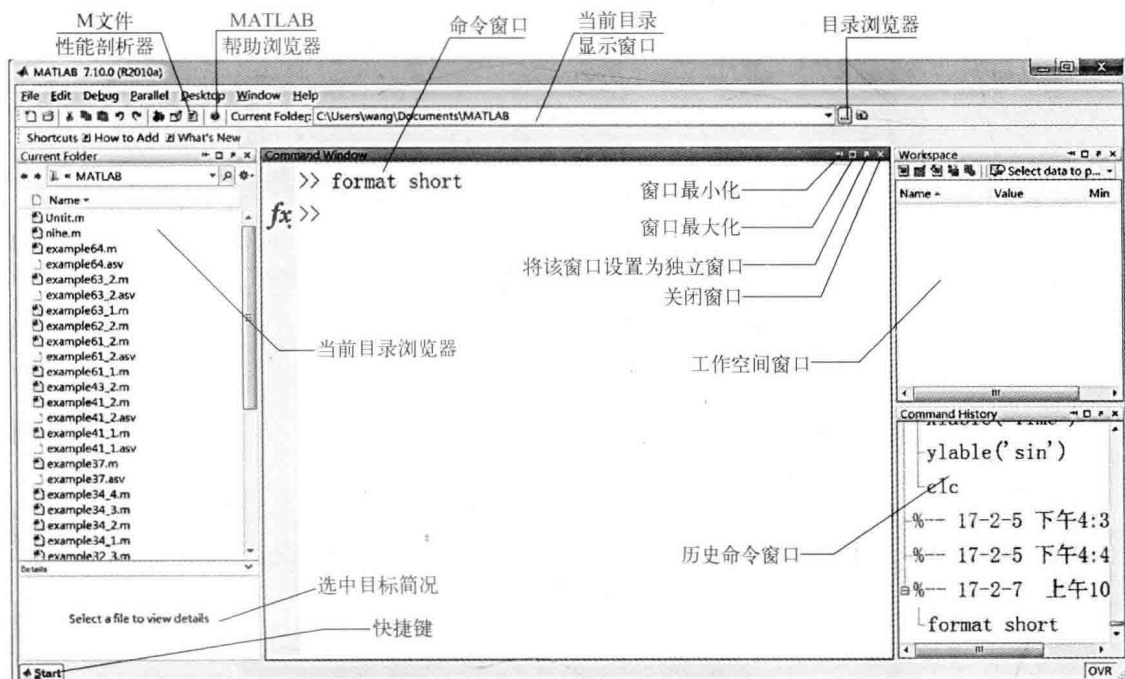 M文件
性能剖析器
MATLAB
帮助浏览器
命令窗口
当前目录
显示窗口
目录浏览器
MATLAB 7.10.0 (R2010a)
File Edit Debug Parallel Desktop Window Help
Current Folder: C:\Users\wang\Documents\MATLAB
Shortcuts How to Add What's New
Current Folder
« MATLAB
Name
Untit.m
nihe.m
example64.m
example64.asv
example63_2.m
example63_2.asv
example63_1.m
example62_2.m
example61_2.m
example61_2.asv
example61_1.m
example43_2.m
example41_2.m
example41_2.asv
example41_1.m
example41_1.asv
example37.m
example37.asv
example34_4.m
example34_3.m
example34_2.m
example34_1.m
example32_3.m
Details
Select a file to view details
Start
Command Window
>> format short
fx >>
窗口最小化
窗口最大化
将该窗口设置为独立窗口
关闭窗口
当前目录浏览器
工作空间窗口
历史命令窗口
选中目标简况
快捷键
Workspace
Select data to p...
Name Value Min
Command History
ylable('sin')
clc
%-- 17-2-5 下午4:3
%-- 17-2-5 下午4:4
%-- 17-2-7 上午10
format short
OVR